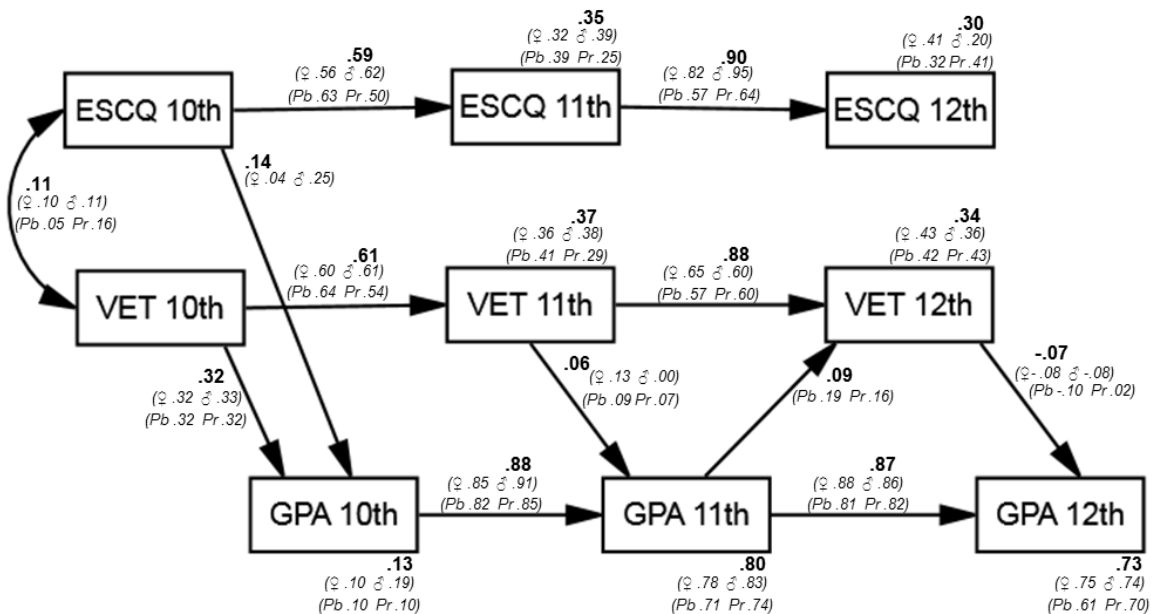 .35
(♀ .32 ♂ .39)
(Pb .39 Pr .25)
.30
(♀ .41 ♂ .20)
(Pb .32 Pr .41)
.59
(♀ .56 ♂ .62)
(Pb .63 Pr .50)
.90
(♀ .82 ♂ .95)
(Pb .57 Pr .64)
ESCQ 10th
ESCQ 11th
ESCQ 12th
.14
(♀ .04 ♂ .25)
.11
(♀ .10 ♂ .11)
(Pb .05 Pr .16)
.37
(♀ .36 ♂ .38)
(Pb .41 Pr .29)
.34
(♀ .43 ♂ .36)
(Pb .42 Pr .43)
.61
(♀ .60 ♂ .61)
(Pb .64 Pr .54)
.88
(♀ .65 ♂ .60)
(Pb .57 Pr .60)
VET 10th
VET 11th
VET 12th
.32
(♀ .32 ♂ .33)
(Pb .32 Pr .32)
.06
(♀ .13 ♂ .00)
(Pb .09 Pr .07)
.09
(Pb .19 Pr .16)
-.07
(♀ -.08 ♂ -.08)
(Pb -.10 Pr .02)
.88
(♀ .85 ♂ .91)
(Pb .82 Pr .85)
.87
(♀ .88 ♂ .86)
(Pb .81 Pr .82)
GPA 10th
GPA 11th
GPA 12th
.13
(♀ .10 ♂ .19)
(Pb .10 Pr .10)
.80
(♀ .78 ♂ .83)
(Pb .71 Pr .74)
.73
(♀ .75 ♂ .74)
(Pb .61 Pr .70)